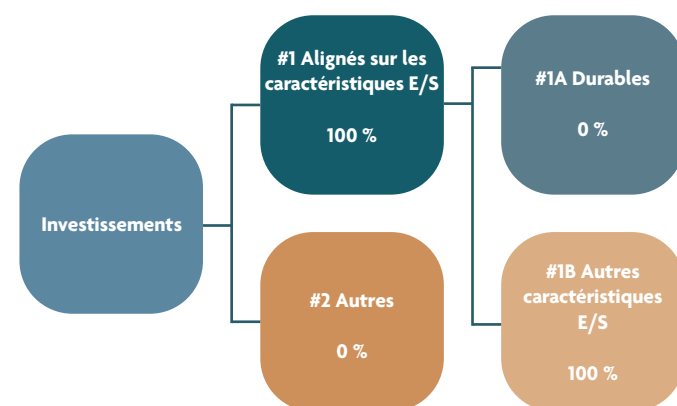 #1 Alignés sur les
caractéristiques E/S
100 %
#1A Durables
0 %
Investissements
#2 Autres
0 %
#1B Autres
caractéristiques
E/S
100 %